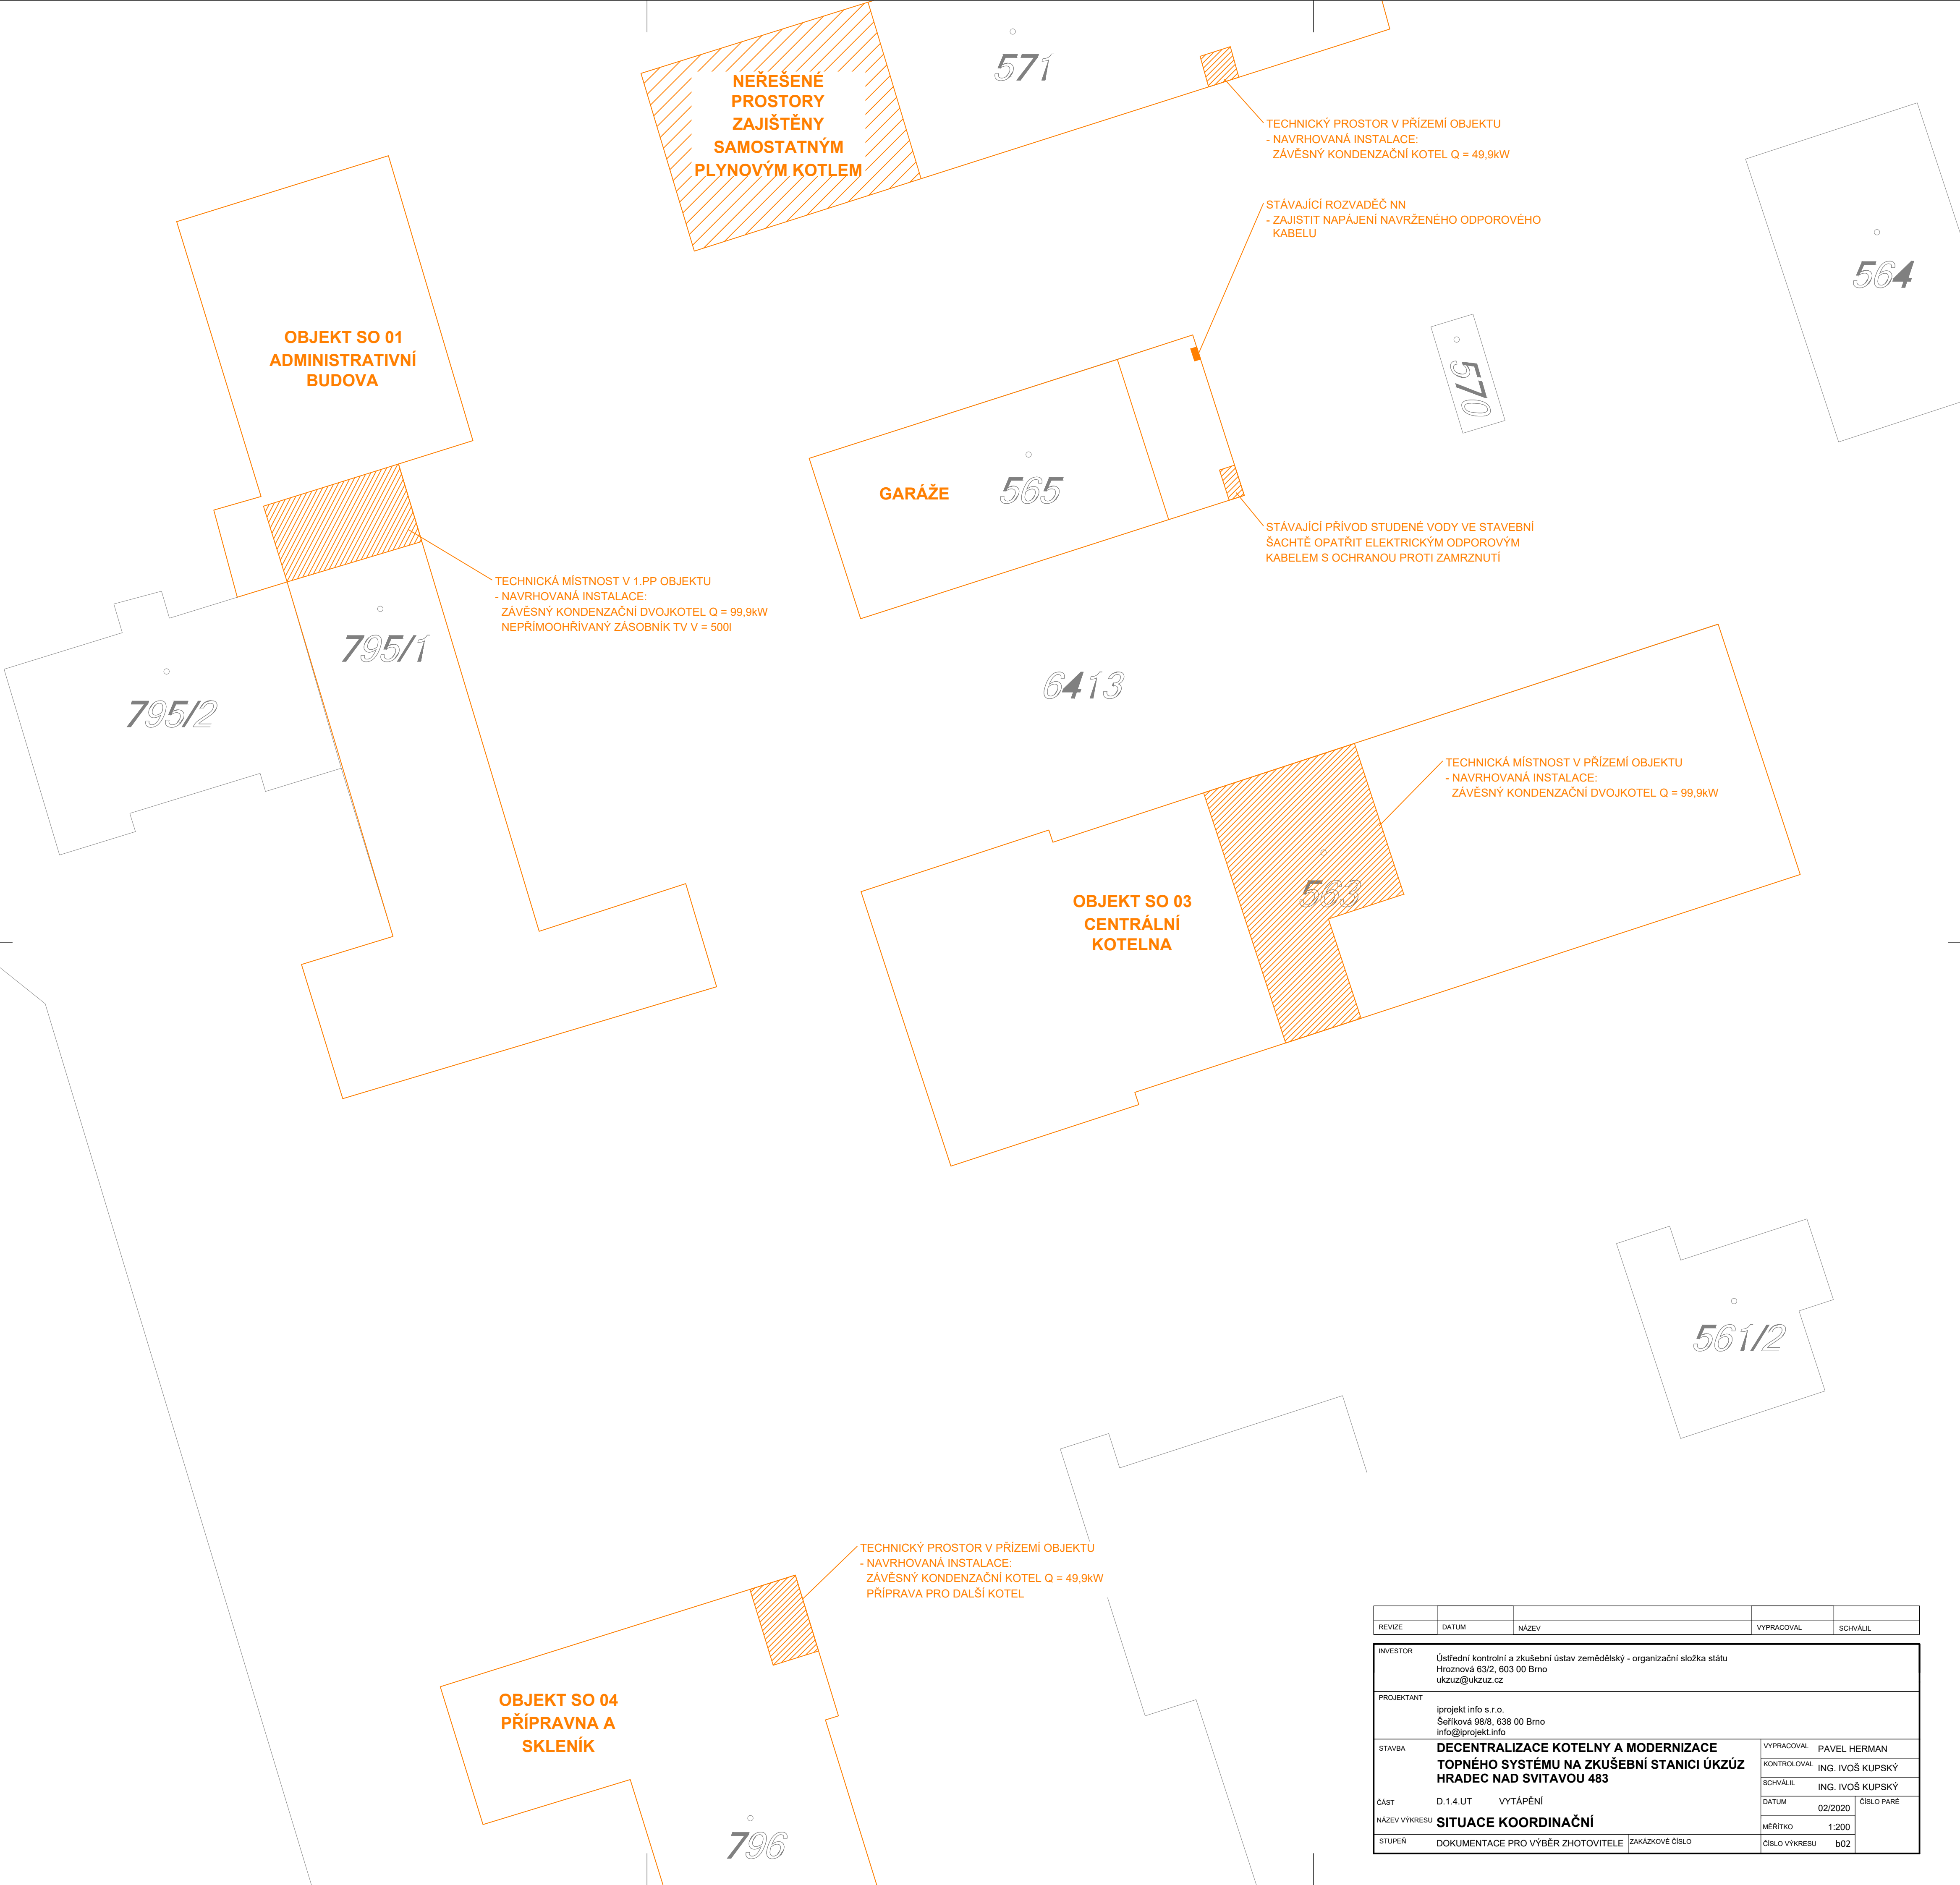 571
NEŘEŠENÉ
PROSTORY
ZAJIŠTĚNY
SAMOSTATNÝM
PLYNOVÝM KOTLEM
TECHNICKÝ PROSTOR V PŘÍZEMÍ OBJEKTU
- NAVRHOVANÁ INSTALACE:
ZÁVĚSNÝ KONDENZAČNÍ KOTEL Q = 49,9kW
STÁVAJÍCÍ ROZVADĚČ NN
- ZAJISTIT NAPÁJENÍ NAVRŽENÉHO ODPOROVÉHO
KABELU
564
570
OBJEKT SO 01
ADMINISTRATIVNÍ
BUDOVA
GARÁŽE
565
STÁVAJÍCÍ PŘÍVOD STUDENÉ VODY VE STAVEBNÍ
ŠACHTĚ OPATŘIT ELEKTRICKÝM ODPOROVÝM
KABELEM S OCHRANOU PROTI ZAMRZNUTÍ
TECHNICKÁ MÍSTNOST V 1.PP OBJEKTU
- NAVRHOVANÁ INSTALACE:
ZÁVĚSNÝ KONDENZAČNÍ DVOJKOTEL Q = 99,9kW
NEPŘÍMOOHŘÍVANÝ ZÁSOBNÍK TV V = 500l
795/1
795/2
6413
TECHNICKÁ MÍSTNOST V PŘÍZEMÍ OBJEKTU
- NAVRHOVANÁ INSTALACE:
ZÁVĚSNÝ KONDENZAČNÍ DVOJKOTEL Q = 99,9kW
563
OBJEKT SO 03
CENTRÁLNÍ
KOTELNA
561/2
TECHNICKÝ PROSTOR V PŘÍZEMÍ OBJEKTU
- NAVRHOVANÁ INSTALACE:
ZÁVĚSNÝ KONDENZAČNÍ KOTEL Q = 49,9kW
PŘÍPRAVA PRO DALŠÍ KOTEL
OBJEKT SO 04
PŘÍPRAVNA A
SKLENÍK
796
REVIZE DATUM NÁZEV VYPRACOVAL SCHVÁLIL
INVESTOR
Ústřední kontrolní a zkušební ústav zemědělský - organizační složka státu
Hroznová 63/2, 603 00 Brno
ukzuz@ukzuz.cz
PROJEKTANT
iprojekt info s.r.o.
Šeříková 98/8, 638 00 Brno
info@iprojekt.info
STAVBA DECENTRALIZACE KOTELNY A MODERNIZACE
TOPNÉHO SYSTÉMU NA ZKUŠEBNÍ STANICI ÚKZÚZ
HRADEC NAD SVITAVOU 483
VYPRACOVAL PAVEL HERMAN
KONTROLOVAL ING. IVOŠ KUPSKÝ
SCHVÁLIL ING. IVOŠ KUPSKÝ
ČÁST D.1.4.UT VYTÁPĚNÍ
DATUM 02/2020 ČÍSLO PARÉ
NÁZEV VÝKRESU SITUACE KOORDINAČNÍ
MĚŘÍTKO 1:200
STUPEŇ DOKUMENTACE PRO VÝBĚR ZHOTOVITELE ZAKÁZKOVÉ ČÍSLO
ČÍSLO VÝKRESU b02